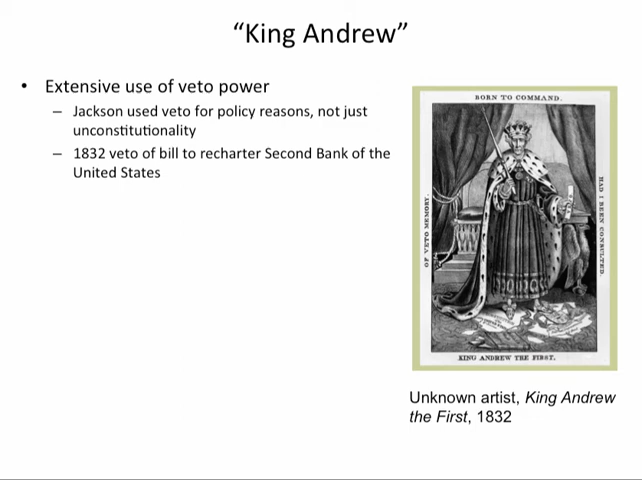 “King Andrew”
• Extensive use of veto power
– Jackson used veto for policy reasons, not just
unconstitutionality
– 1832 veto of bill to recharter Second Bank of the
United States
BORN TO COMMAND.
OF VETO MEMORY.
HAD I BEEN CONSULTED.
KING ANDREW THE FIRST.
Unknown artist, King Andrew
the First, 1832